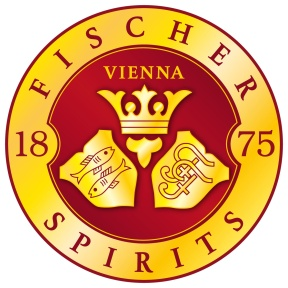 FISCHER
VIENNA
18 75
SPIRITS